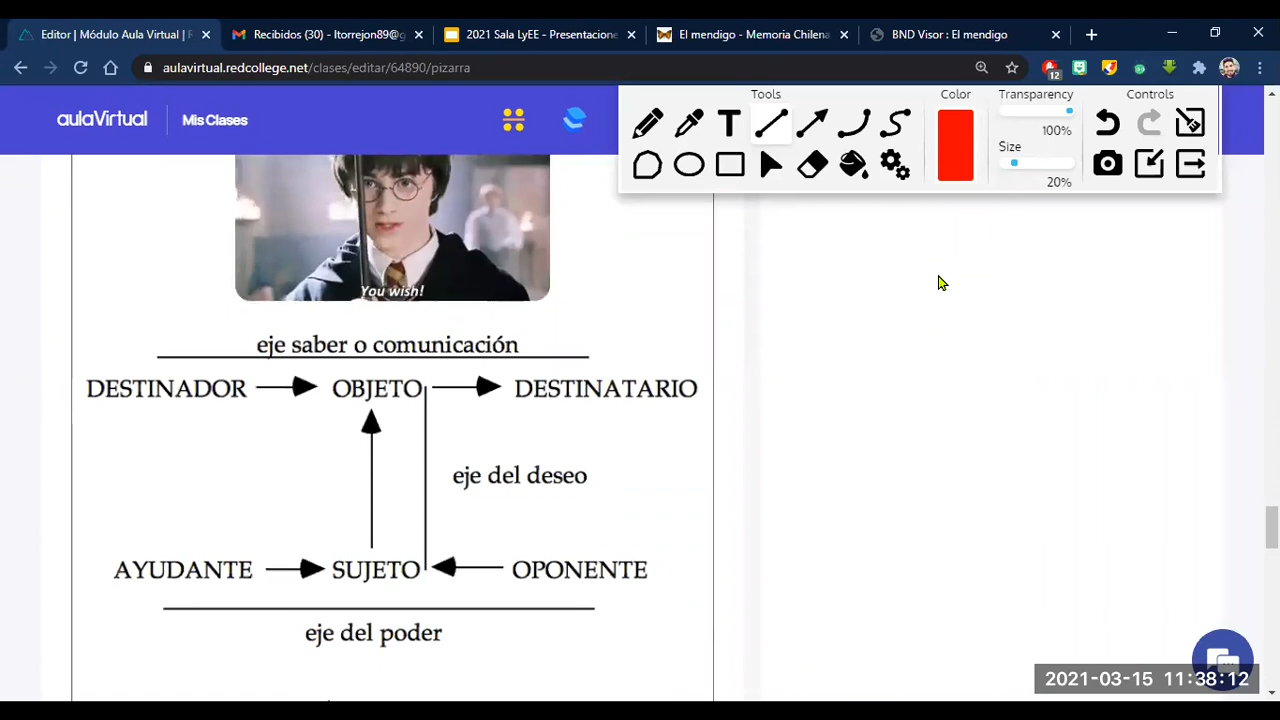 Editor | Módulo Aula Virtual | R
Recibidos (30) - ltorrejon89@g
2021 Sala LyEE - Presentacione
El mendigo - Memoria Chilena
BND Visor : El mendigo
aulavirtual.redcollege.net/clases/editar/64890/pizarra
12
aulaVirtual
Mis Clases
Tools
Color
Transparency
Controls
T
100%
Size
20%
You wish!
eje saber o comunicación
DESTINADOR
OBJETO
DESTINATARIO
eje del deseo
AYUDANTE
SUJETO
OPONENTE
eje del poder
2021-03-15 11:38:12